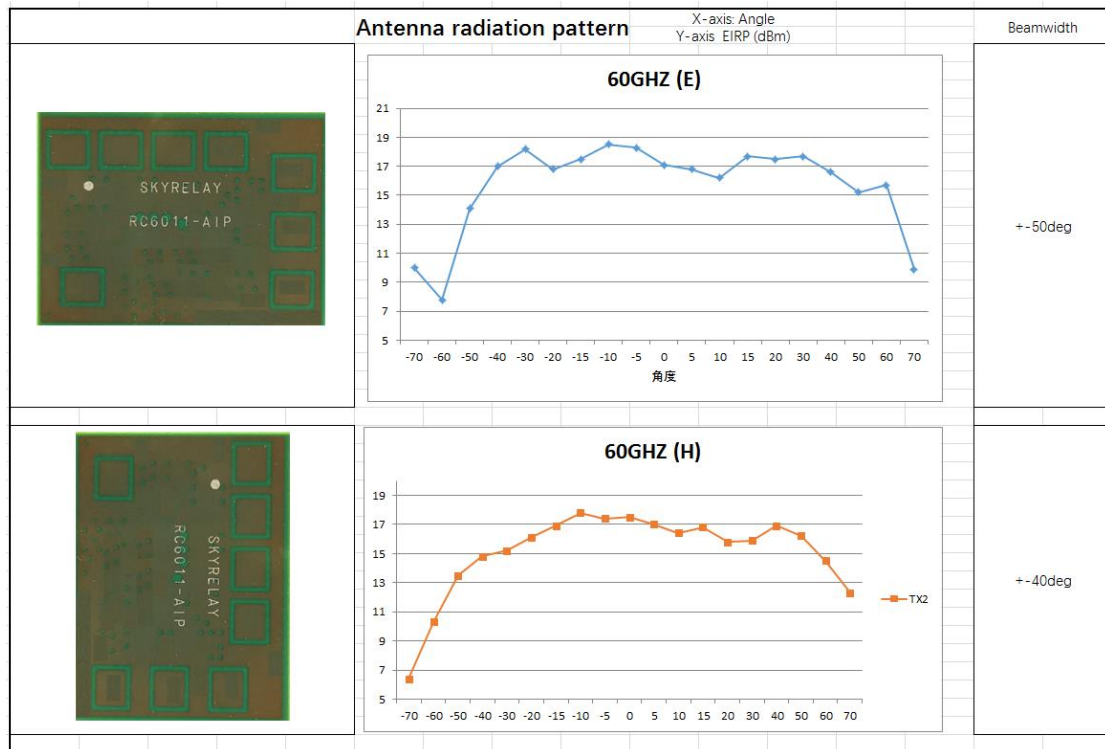 Antenna radiation pattern
X-axis: Angle
Y-axis EIRP (dBm)
Beamwidth
SKYRELAY
RC6011-AIP
60GHZ (E)
21
19
17
15
13
11
9
7
5
-70 -60 -50 -40 -30 -20 -15 -10 -5 0 5 10 15 20 30 40 50 60 70
角度
+-50deg
SKYRELAY
RC6011-AIP
60GHZ (H)
19
17
15
13
11
9
7
5
-70 -60 -50 -40 -30 -20 -15 -10 -5 0 5 10 15 20 30 40 50 60 70
TX2
+-40deg